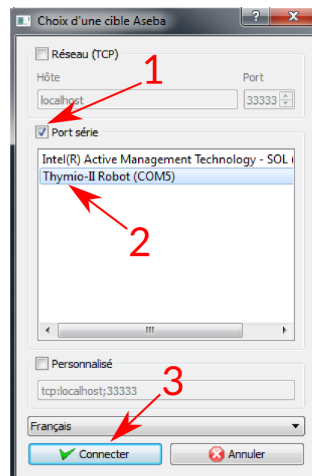 Choix d'une cible Aseba
Réseau (TCP)
1
Hôte
Port
localhost
33333
Port série
Intel(R) Active Management Technology - SOL (
Thymio-II Robot (COM5)
2
Personnalisé
3
tcp:localhost;33333
Français
Connecter
Annuler